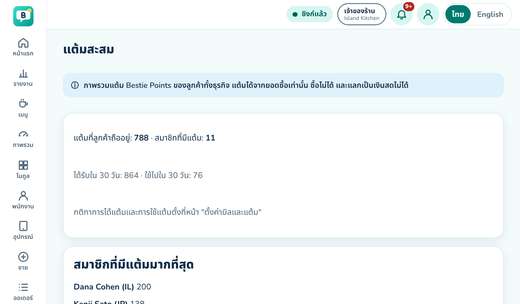 B
ซิงก์แล้ว
เจ้าของร้าน
Island Kitchen
9+
ไทย
English
หน้าแรก
รายงาน
เมนู
ภาพรวม
โมดูล
พนักงาน
อุปกรณ์
ขาย
ออเดอร์
แต้มสะสม
ภาพรวมแต้ม Bestie Points ของลูกค้าทั้งธุรกิจ แต้มได้จากยอดซื้อเท่านั้น ซื้อไม่ได้ และแลกเป็นเงินสดไม่ได้
แต้มที่ลูกค้าถืออยู่: 788 · สมาชิกที่มีแต้ม: 11
ได้รับใน 30 วัน: 864 · ใช้ไปใน 30 วัน: 76
กติกาการได้แต้มและการใช้แต้มตั้งที่หน้า "ตั้งค่าบิลและแต้ม"
สมาชิกที่มีแต้มมากที่สุด
Dana Cohen (IL) 200